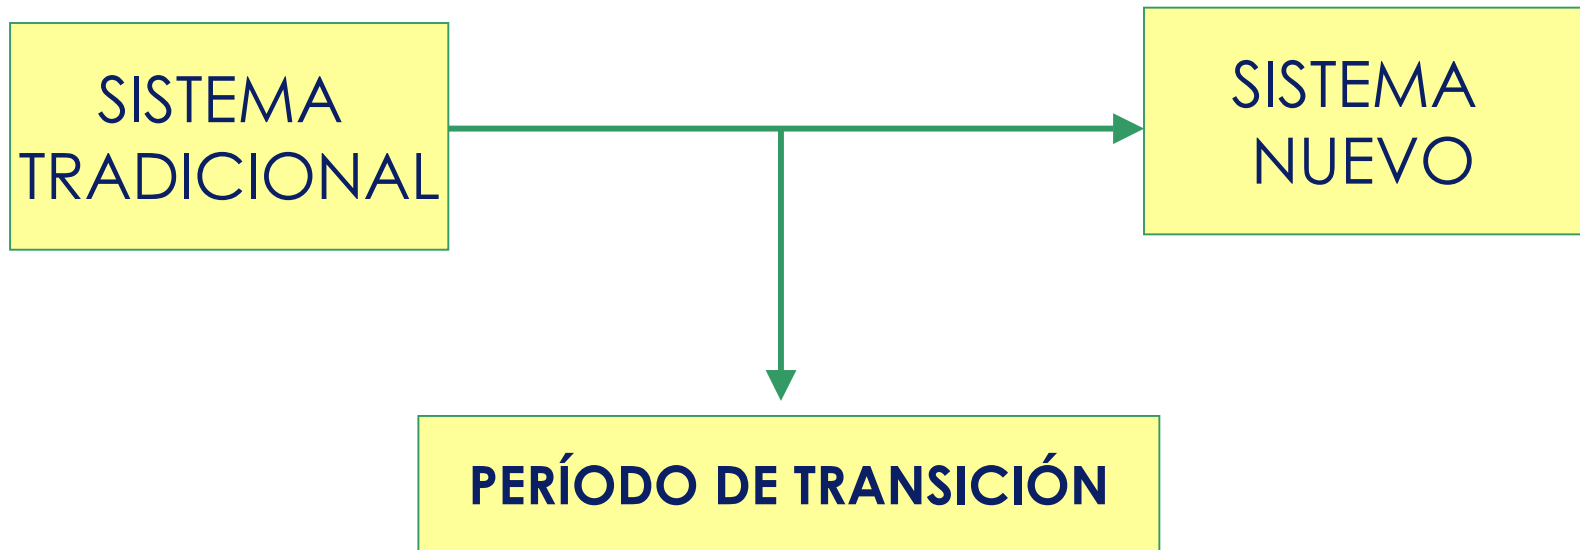 SISTEMA
TRADICIONAL
SISTEMA
NUEVO
PERÍODO DE TRANSICIÓN